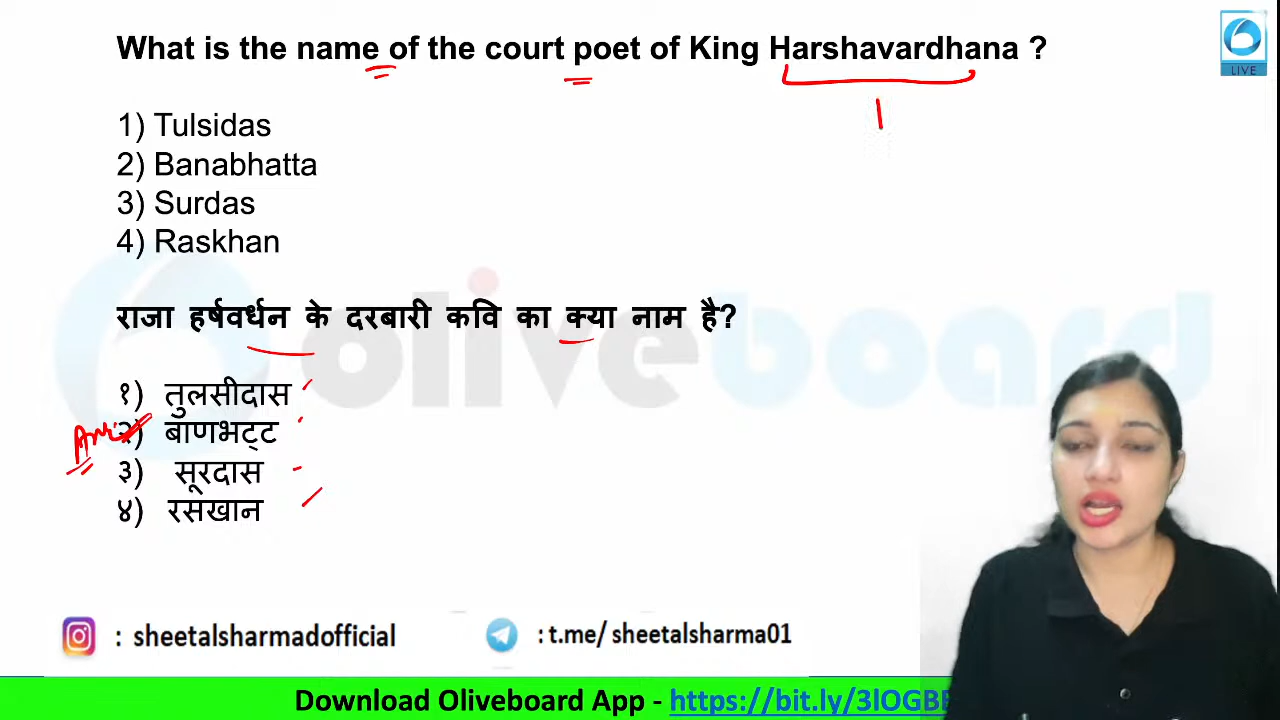 What is the name of the court poet of King Harshavardhana ?
LIVE
1) Tulsidas
2) Banabhatta
3) Surdas
4) Raskhan
राजा हर्षवर्धन के दरबारी कवि का क्या नाम है?
oliveboard
१) तुलसीदास
Ans २) बाणभट्ट
३) सूरदास
४) रसखान
: sheetalsharmadofficial
: t.me/ sheetalsharma01
Download Oliveboard App - https://bit.ly/3lOGB